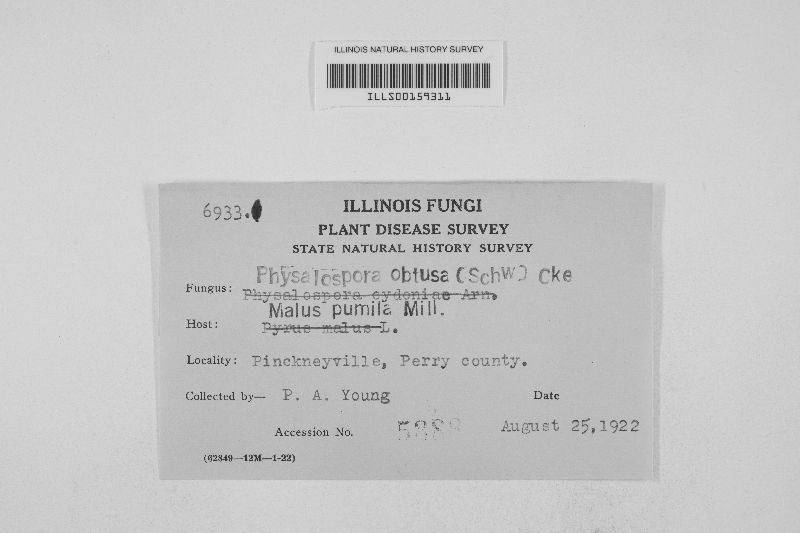 ILLINOIS NATURAL HISTORY SURVEY
ILLS00159311
6933.
ILLINOIS FUNGI
PLANT DISEASE SURVEY
STATE NATURAL HISTORY SURVEY
Physalospora obtusa (SchW) Cke
Fungus: Physalospora cydoniae Arn.
Malus pumila Mill.
Host: Pyrus malus L.
Locality: Pinckneyville, Perry county.
Collected by— P. A. Young Date
Accession No. August 25, 1922
(62849—12M—1-22)